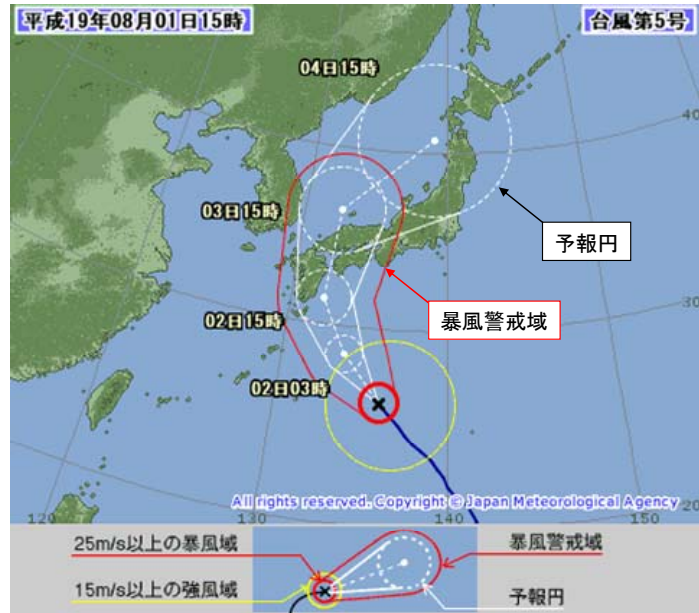 平成19年08月01日15時
台風第5号
04日15時
予報円
03日15時
暴風警戒域
02日15時
02日03時
40
30
All rights reserved. Copyright © Japan Meteorological Agency
120
130
140
150
20
25m/s以上の暴風域
暴風警戒域
15m/s以上の強風域
予報円